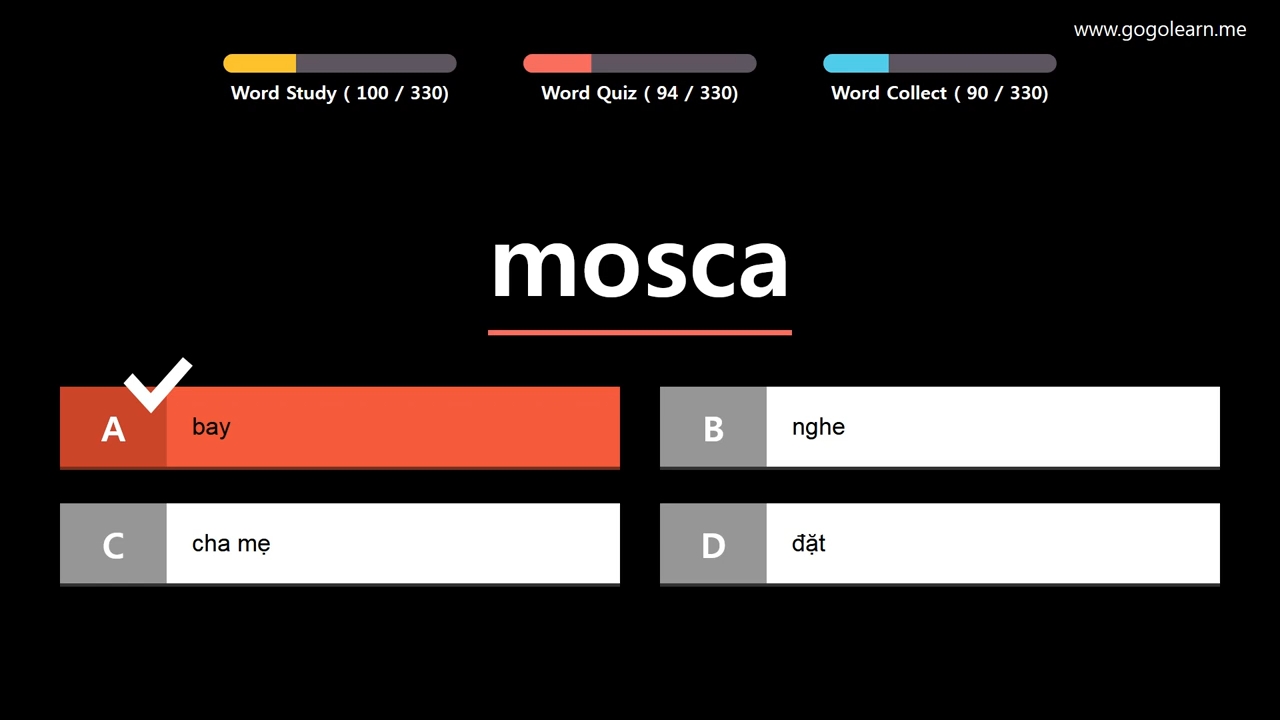 www.gogolearn.me
Word Study ( 100 / 330)
Word Quiz ( 94 / 330)
Word Collect ( 90 / 330)
mosca
A bay
B nghe
C cha mẹ
D đặt